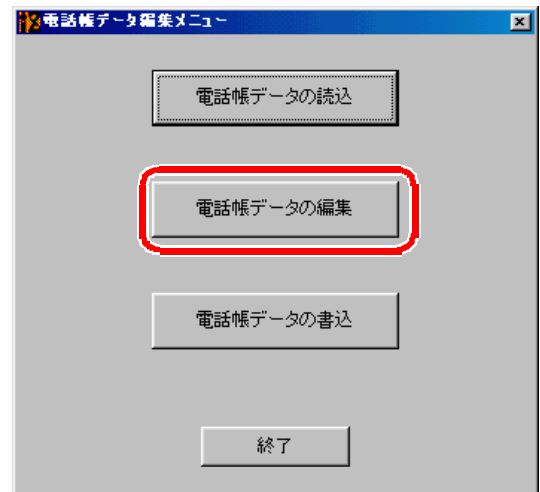 電話帳データ編集メニュー
電話帳データの読込
電話帳データの編集
電話帳データの書込
終了